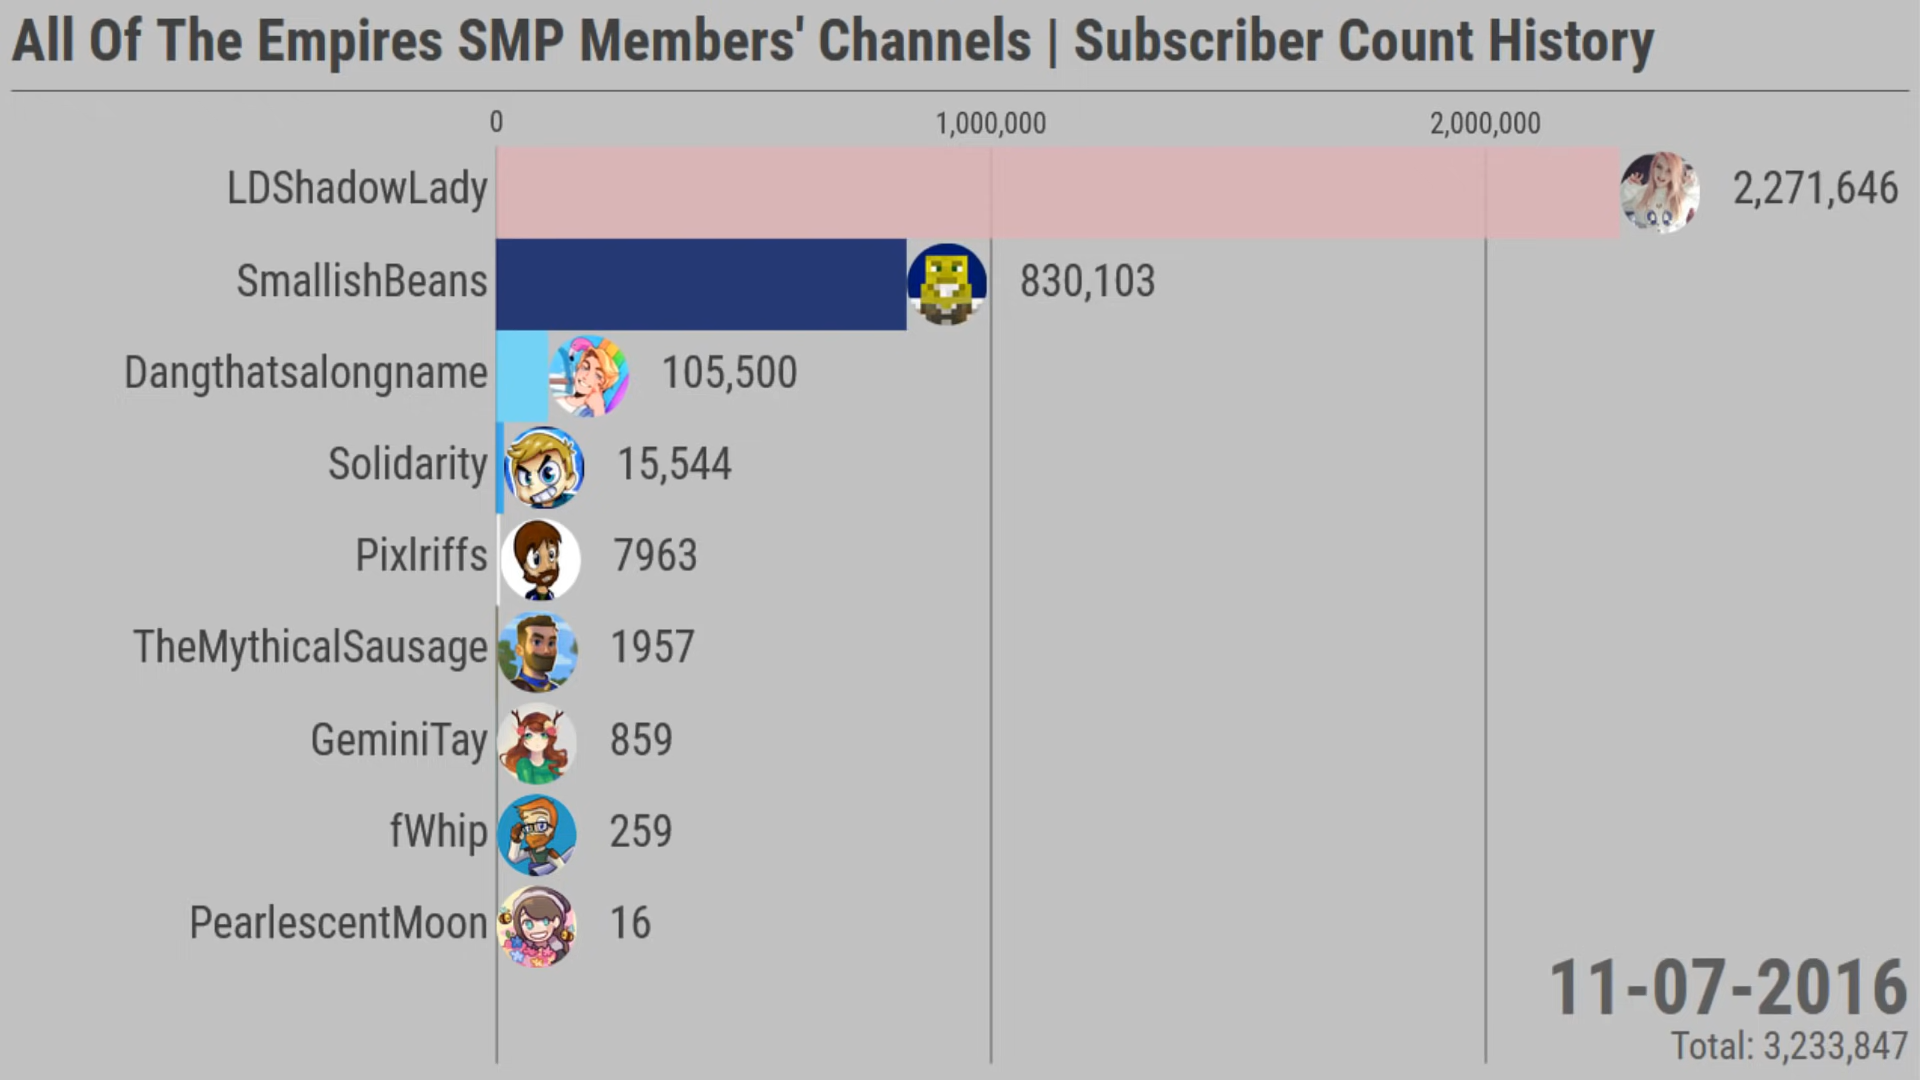 All Of The Empires SMP Members' Channels | Subscriber Count History
0 1,000,000 2,000,000
LDShadowLady 2,271,646
SmallishBeans 830,103
Dangthatsalongname 105,500
Solidarity 15,544
Pixlriffs 7963
TheMythicalSausage 1957
GeminiTay 859
fWhip 259
PearlescentMoon 16
11-07-2016
Total: 3,233,847